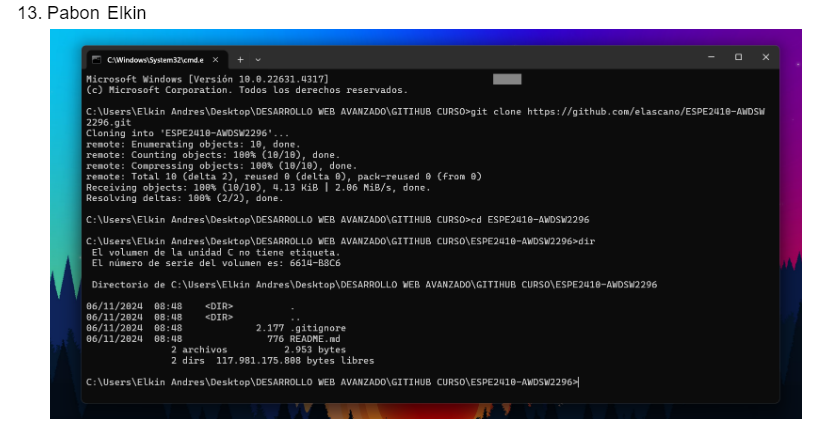 13. Pabon Elkin
C:\Windows\System32\cmd.e
Microsoft Windows [Versión 10.0.22631.4317]
(c) Microsoft Corporation. Todos los derechos reservados.
C:\Users\Elkin Andres\Desktop\DESARROLLO WEB AVANZADO\GITIHUB CURSO>git clone https://github.com/elascano/ESPE2410-AWDSW
2296.git
Cloning into 'ESPE2410-AWDSW2296'...
remote: Enumerating objects: 10, done.
remote: Counting objects: 100% (10/10), done.
remote: Compressing objects: 100% (10/10), done.
remote: Total 10 (delta 2), reused 0 (delta 0), pack-reused 0 (from 0)
Receiving objects: 100% (10/10), 4.13 KiB | 2.06 MiB/s, done.
Resolving deltas: 100% (2/2), done.
C:\Users\Elkin Andres\Desktop\DESARROLLO WEB AVANZADO\GITIHUB CURSO>cd ESPE2410-AWDSW2296
C:\Users\Elkin Andres\Desktop\DESARROLLO WEB AVANZADO\GITIHUB CURSO\ESPE2410-AWDSW2296>dir
El volumen de la unidad C no tiene etiqueta.
El número de serie del volumen es: 6614-B8C6
Directorio de C:\Users\Elkin Andres\Desktop\DESARROLLO WEB AVANZADO\GITIHUB CURSO\ESPE2410-AWDSW2296
06/11/2024  08:48    <DIR>          .
06/11/2024  08:48    <DIR>          ..
06/11/2024  08:48             2.177 .gitignore
06/11/2024  08:48               776 README.md
2 archivos          2.953 bytes
2 dirs  117.981.175.808 bytes libres
C:\Users\Elkin Andres\Desktop\DESARROLLO WEB AVANZADO\GITIHUB CURSO\ESPE2410-AWDSW2296>